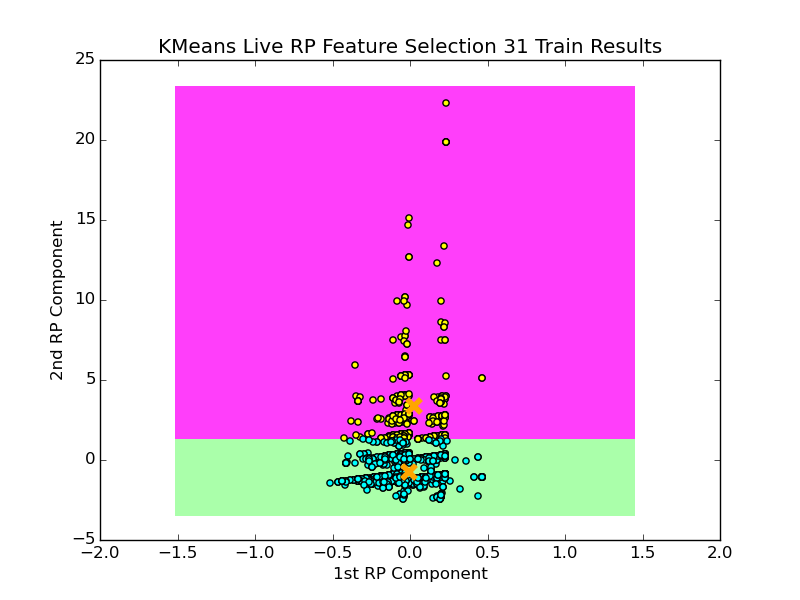 KMeans Live RP Feature Selection 31 Train Results
25
20
15
10
5
0
−5
2nd RP Component
−2.0 −1.5 −1.0 −0.5 0.0 0.5 1.0 1.5 2.0
1st RP Component